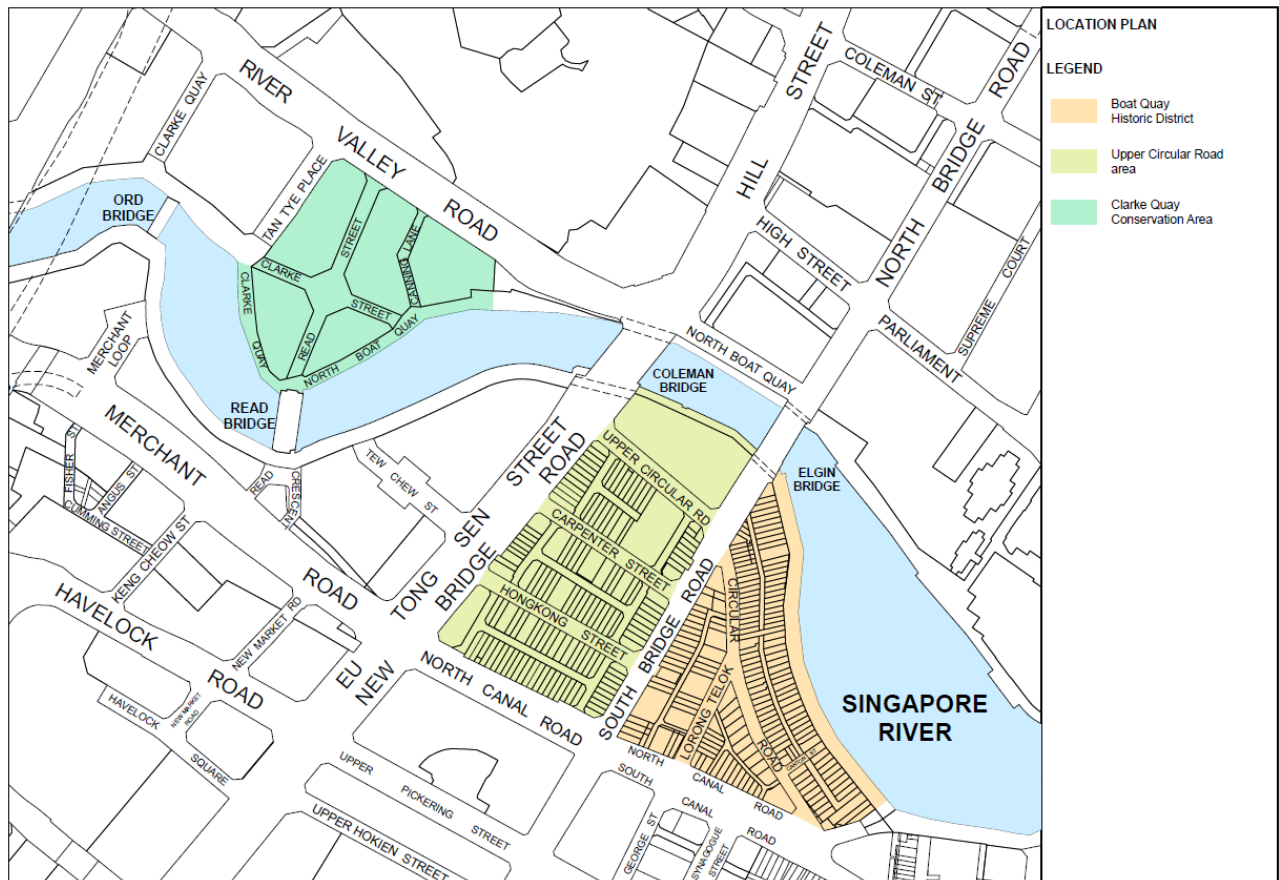 LOCATION PLAN
LEGEND
Boat Quay
Historic District
Upper Circular Road
area
Clarke Quay
Conservation Area
RIVER
VALLEY
ROAD
CLARKE QUAY
TAN TYE PLACE
ORD
BRIDGE
CLARKE
STREET
CANNING
LANE
CLARKE
QUAY
READ
STREET
NORTH BOAT QUAY
READ
BRIDGE
HILL
STREET
COLEMAN ST
NORTH BRIDGE ROAD
HIGH STREET
PARLIAMENT
SUPREME COURT
NORTH BOAT QUAY
COLEMAN
BRIDGE
ELGIN
BRIDGE
SINGAPORE
RIVER
MERCHANT
LOOP
MERCHANT
ROAD
READ
CRESCEN
TEW CHEW ST
FISHER ST.
ANGUS ST
CUMMING STREET
KENG CHEOW ST
HAVELOCK
ROAD
NEW MARKET RD
NEW MARKET
ROAD
HAVELOCK
SQUARE
EU TONG SEN STREET
NEW BRIDGE ROAD
UPPER CIRCULAR RD
CARPENTER STREET
HONGKONG STREET
NORTH CANAL ROAD
SOUTH BRIDGE ROAD
CIRCULAR
ROAD
LORONG TELOK
NORTH CANAL ROAD
SOUTH
CANAL
ROAD
UPPER
PICKERING
STREET
UPPER HOKIEN STREET
GEORGE ST
SYNAGOGUE
STREET